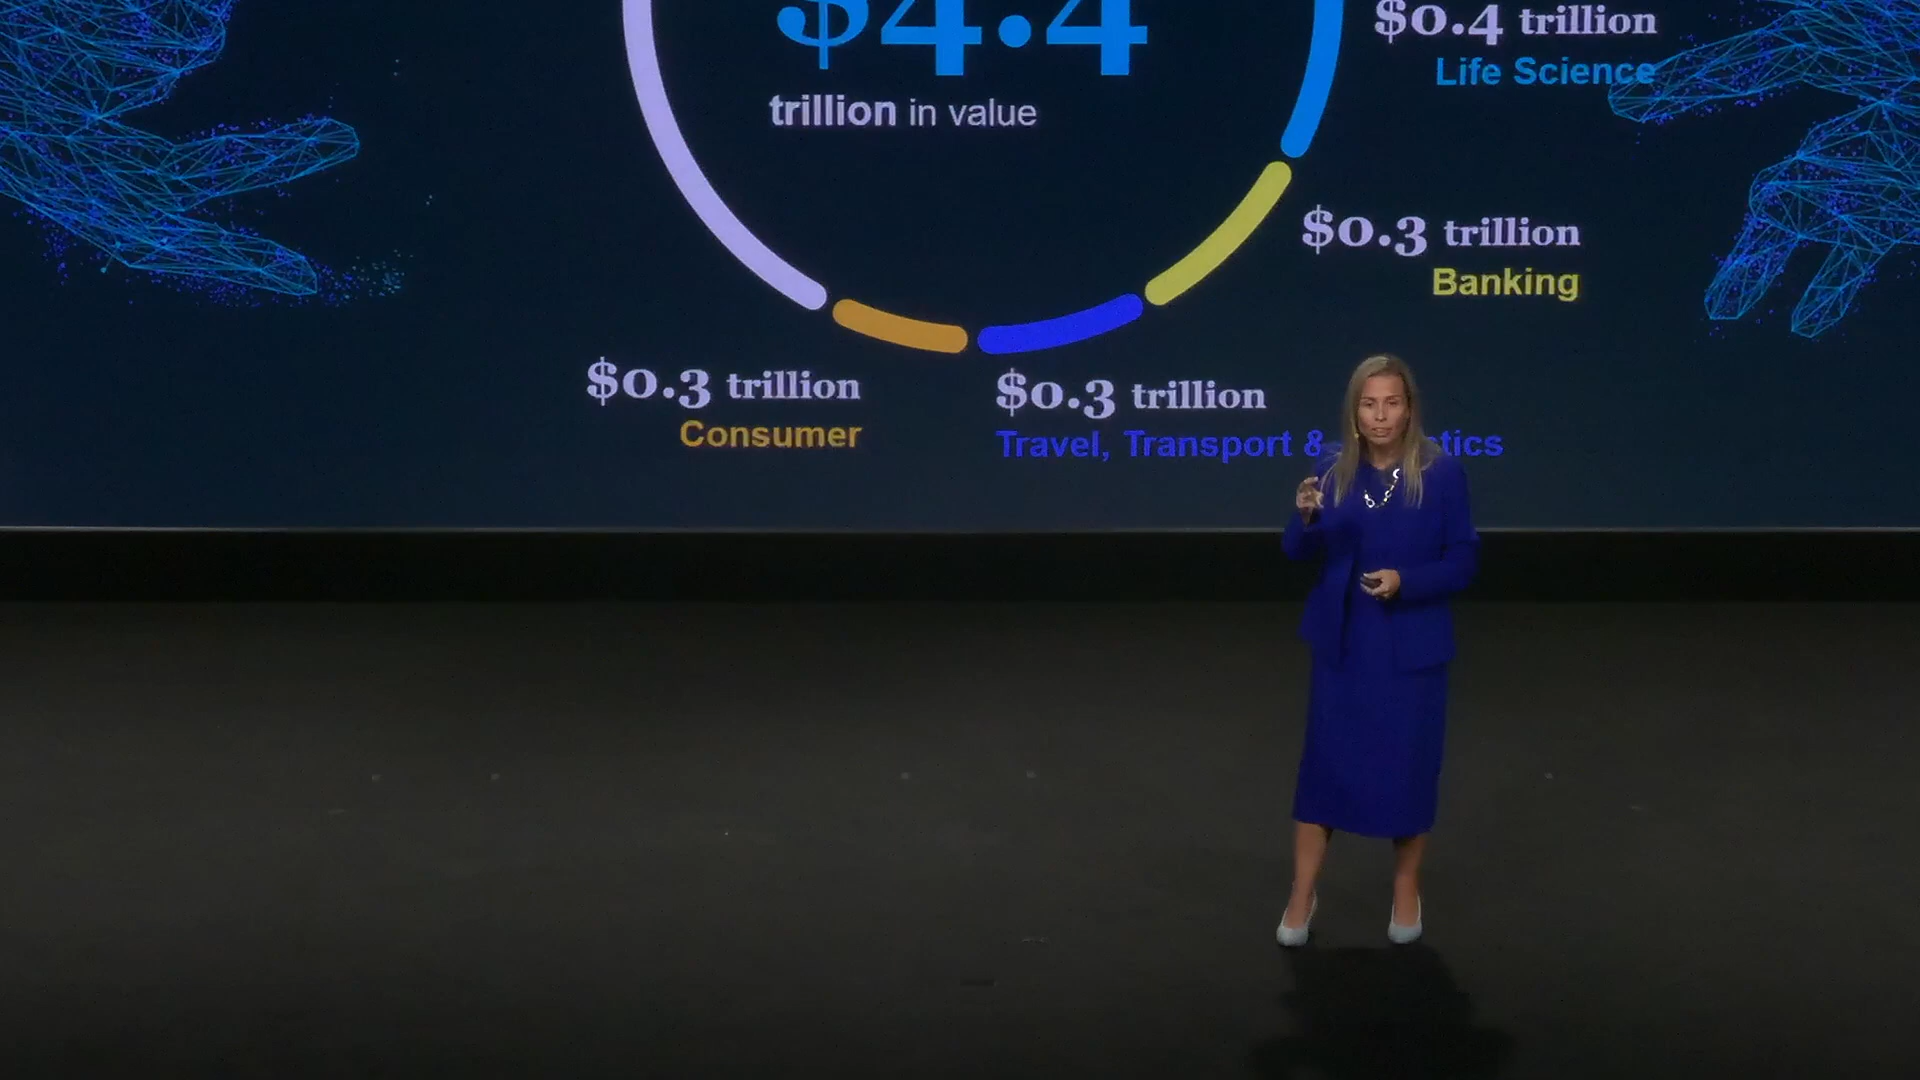 $4.4
trillion in value
$0.4 trillion
Life Science
$0.3 trillion
Banking
$0.3 trillion
Consumer
$0.3 trillion
Travel, Transport &